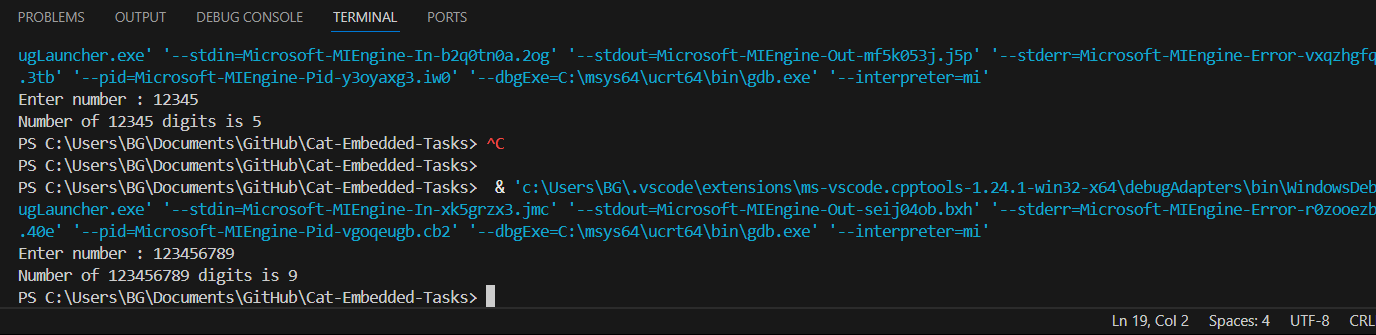 PROBLEMS OUTPUT DEBUG CONSOLE TERMINAL PORTS
ugLauncher.exe' '--stdin=Microsoft-MIEngine-In-b2q0tn0a.2og' '--stdout=Microsoft-MIEngine-Out-mf5k053j.j5p' '--stderr=Microsoft-MIEngine-Error-vxqzhgfq
.3tb' '--pid=Microsoft-MIEngine-Pid-y3oyaxg3.iw0' '--dbgExe=C:\msys64\ucrt64\bin\gdb.exe' '--interpreter=mi'
Enter number : 12345
Number of 12345 digits is 5
PS C:\Users\BG\Documents\GitHub\Cat-Embedded-Tasks> ^C
PS C:\Users\BG\Documents\GitHub\Cat-Embedded-Tasks>
PS C:\Users\BG\Documents\GitHub\Cat-Embedded-Tasks>  & 'c:\Users\BG\.vscode\extensions\ms-vscode.cpptools-1.24.1-win32-x64\debugAdapters\bin\WindowsDeb
ugLauncher.exe' '--stdin=Microsoft-MIEngine-In-xk5grzx3.jmc' '--stdout=Microsoft-MIEngine-Out-seij04ob.bxh' '--stderr=Microsoft-MIEngine-Error-r0zooezb
.40e' '--pid=Microsoft-MIEngine-Pid-vgoqeugb.cb2' '--dbgExe=C:\msys64\ucrt64\bin\gdb.exe' '--interpreter=mi'
Enter number : 123456789
Number of 123456789 digits is 9
PS C:\Users\BG\Documents\GitHub\Cat-Embedded-Tasks>
Ln 19, Col 2 Spaces: 4 UTF-8 CRL